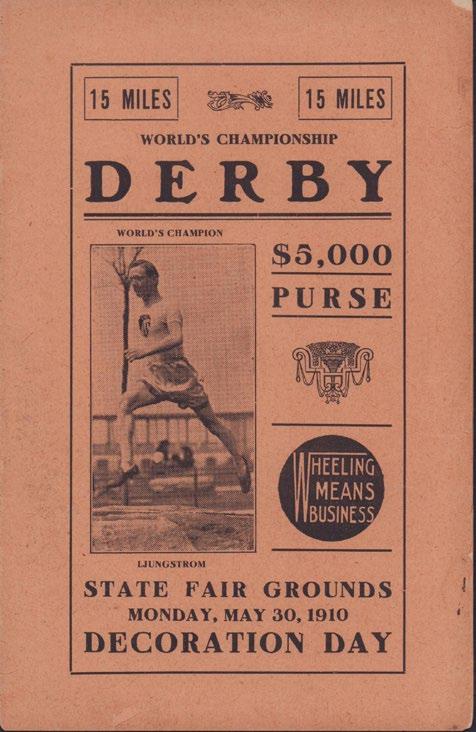 15 MILES 15 MILES
WORLD'S CHAMPIONSHIP
DERBY
WORLD'S CHAMPION
$5,000
PURSE
WHEELING
MEANS
BUSINESS
LJUNGSTROM
STATE FAIR GROUNDS
MONDAY, MAY 30, 1910
DECORATION DAY